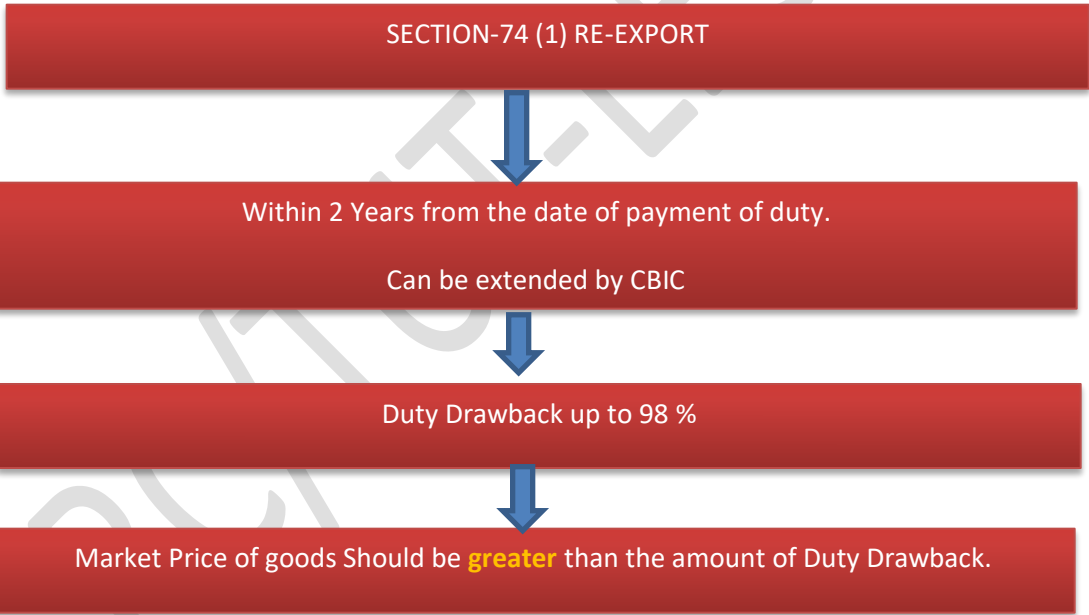 SECTION-74 (1) RE-EXPORT
Within 2 Years from the date of payment of duty.
Can be extended by CBIC
Duty Drawback up to 98 %
Market Price of goods Should be greater than the amount of Duty Drawback.